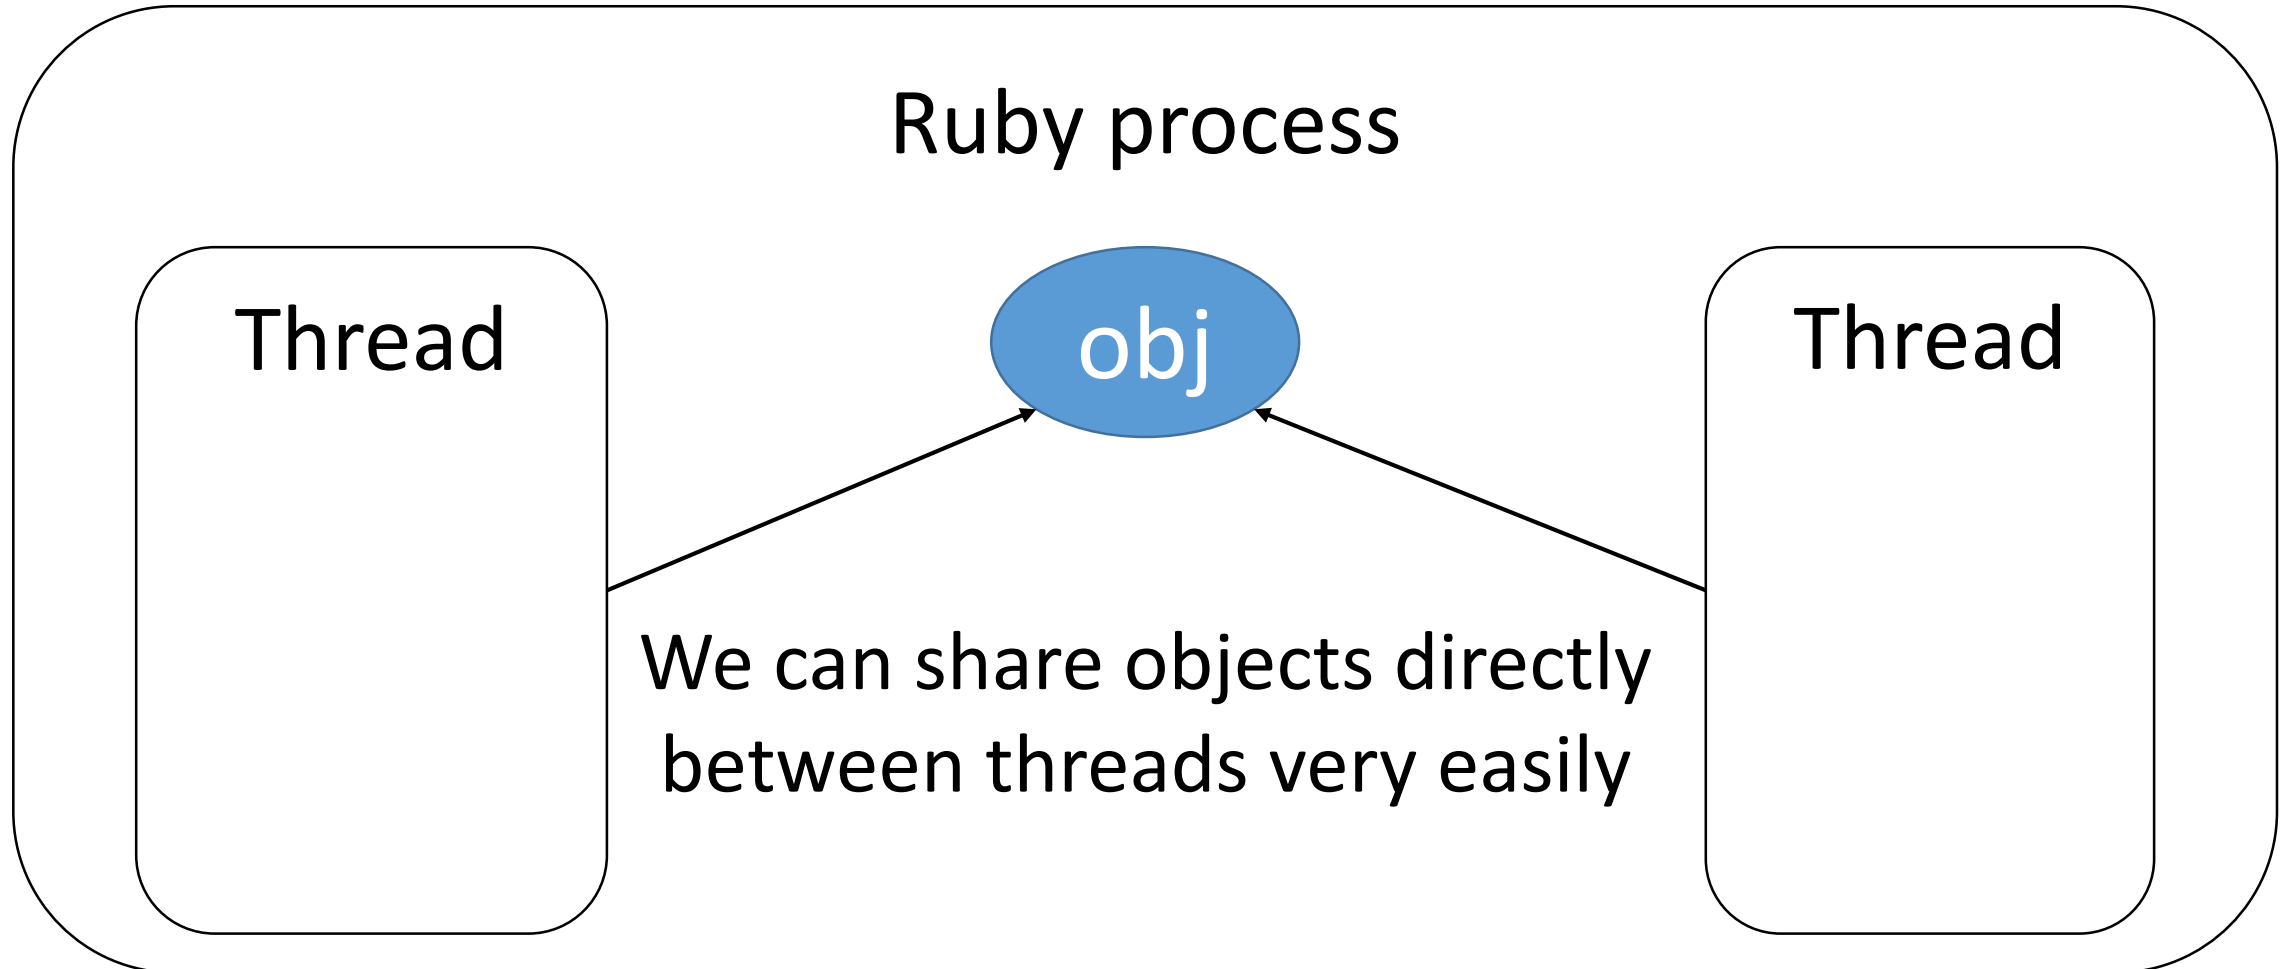 Ruby process
Thread
obj
Thread
We can share objects directly
between threads very easily